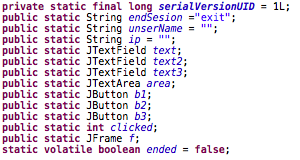 private static final long serialVersionUID = 1L;
public static String endSesion ="exit";
public static String unserName = "";
public static String ip = "";
public static JTextField text;
public static JTextField text2;
public static JTextField text3;
public static JTextArea area;
public static JButton b1;
public static JButton b2;
public static JButton b3;
public static int clicked;
public static JFrame f;
static volatile boolean ended = false;